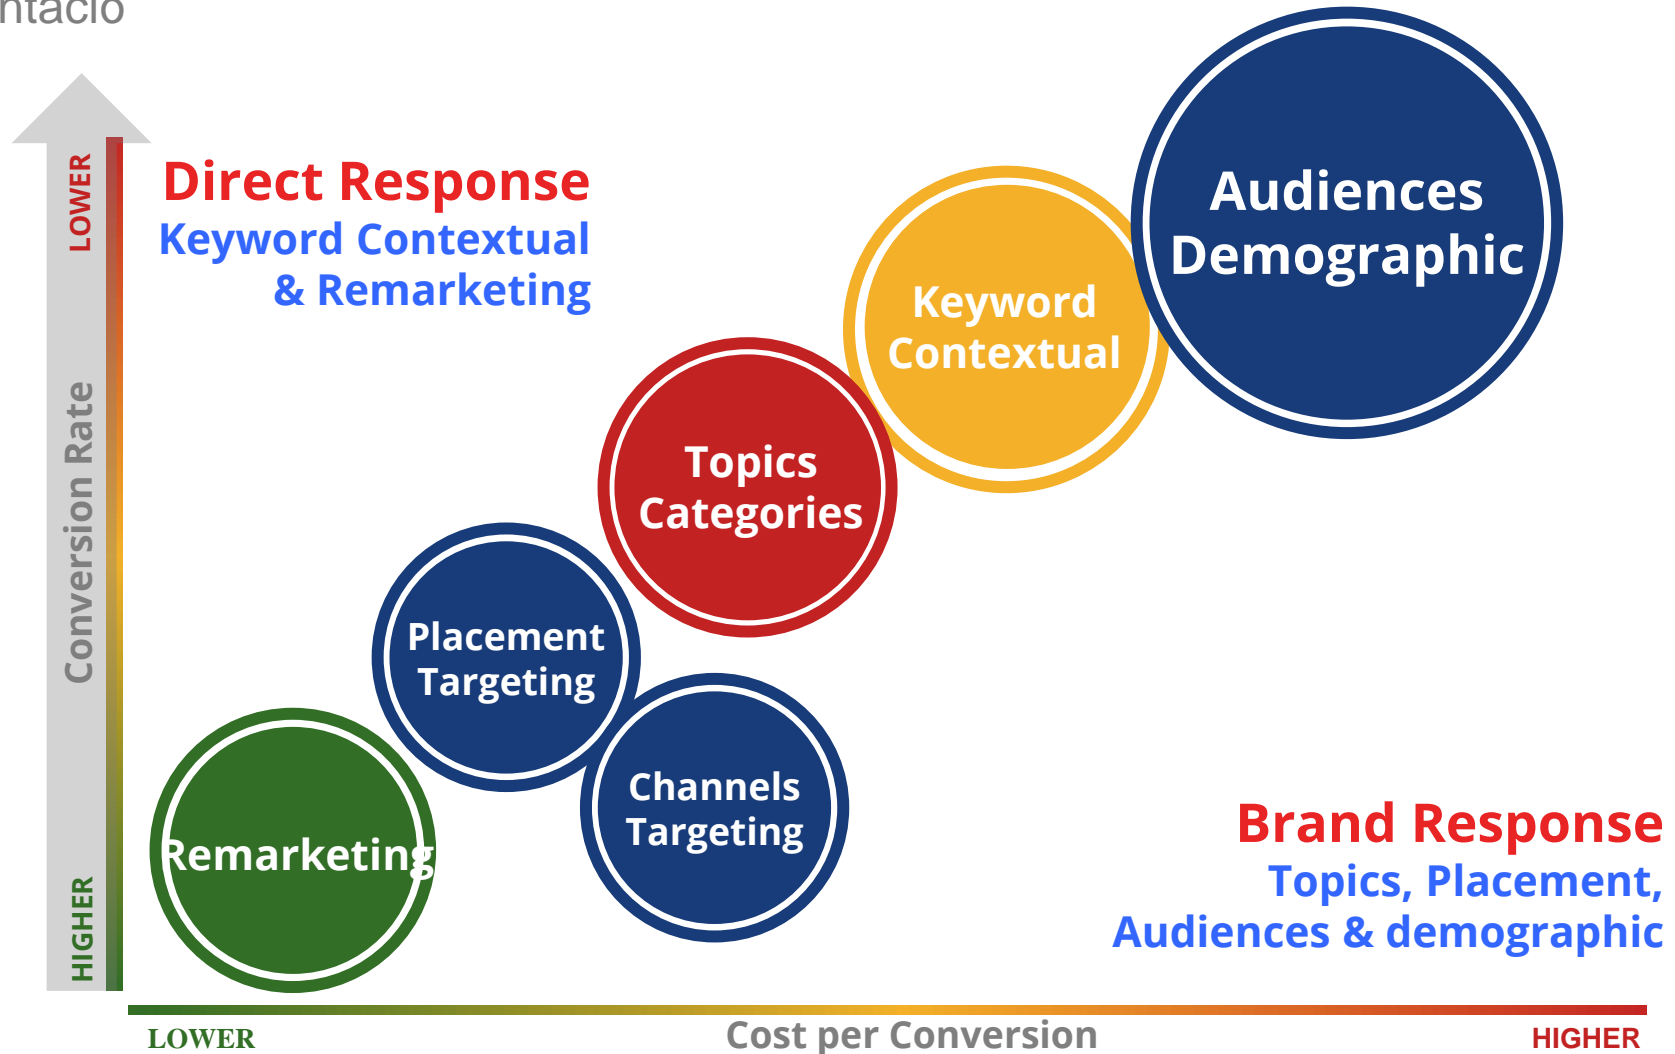 LOWER
Conversion Rate
HIGHER
Direct Response
Keyword Contextual
& Remarketing
Audiences
Demographic
Keyword
Contextual
Topics
Categories
Placement
Targeting
Channels
Targeting
Remarketing
Brand Response
Topics, Placement,
Audiences & demographic
LOWER
Cost per Conversion
HIGHER